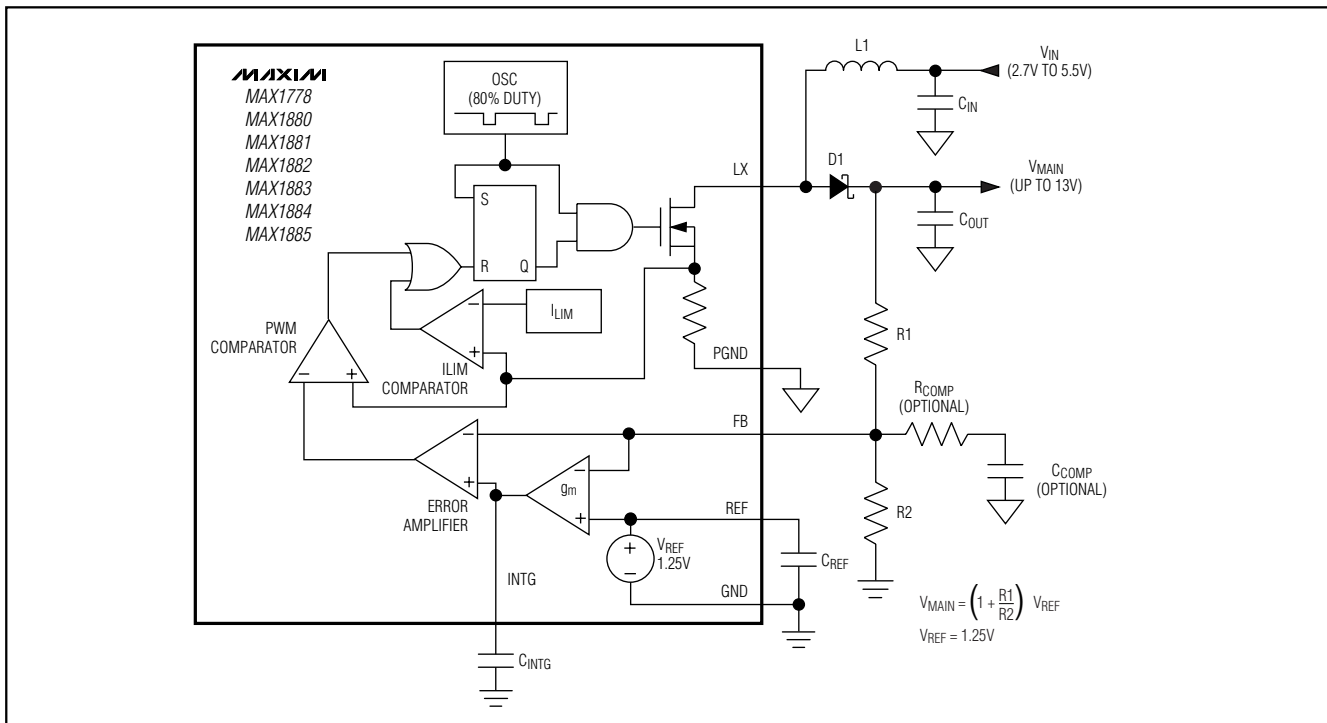 MAXIM
MAX1778
MAX1880
MAX1881
MAX1882
MAX1883
MAX1884
MAX1885
OSC
(80% DUTY)
S
R
Q
ILIM
−
+
ILIM
COMPARATOR
PWM
COMPARATOR
−
+
−
+
ERROR
AMPLIFIER
gm
−
+
INTG
CINTG
+
−
VREF
1.25V
LX
PGND
FB
REF
GND
CREF
L1
VIN
(2.7V TO 5.5V)
CIN
D1
VMAIN
(UP TO 13V)
COUT
R1
RCOMP
(OPTIONAL)
CCOMP
(OPTIONAL)
R2
VMAIN = (1 + R1/R2) VREF
VREF = 1.25V